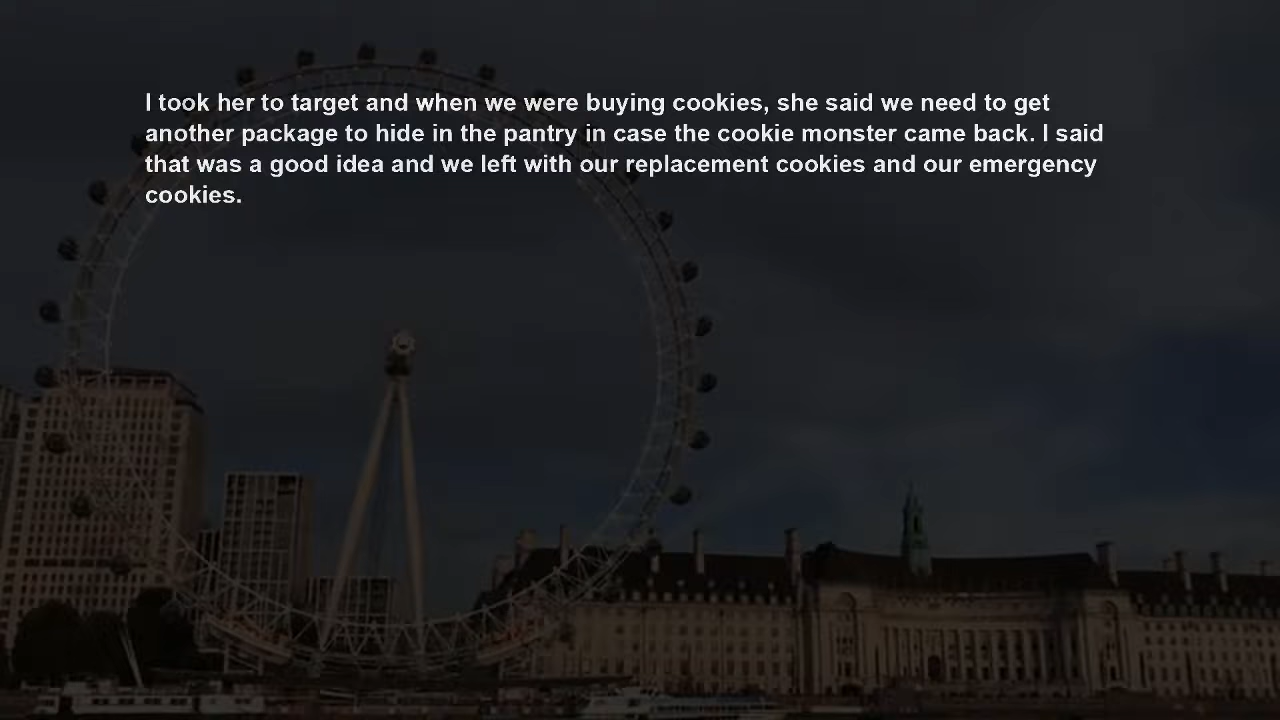 I took her to target and when we were buying cookies, she said we need to get
another package to hide in the pantry in case the cookie monster came back. I said
that was a good idea and we left with our replacement cookies and our emergency
cookies.